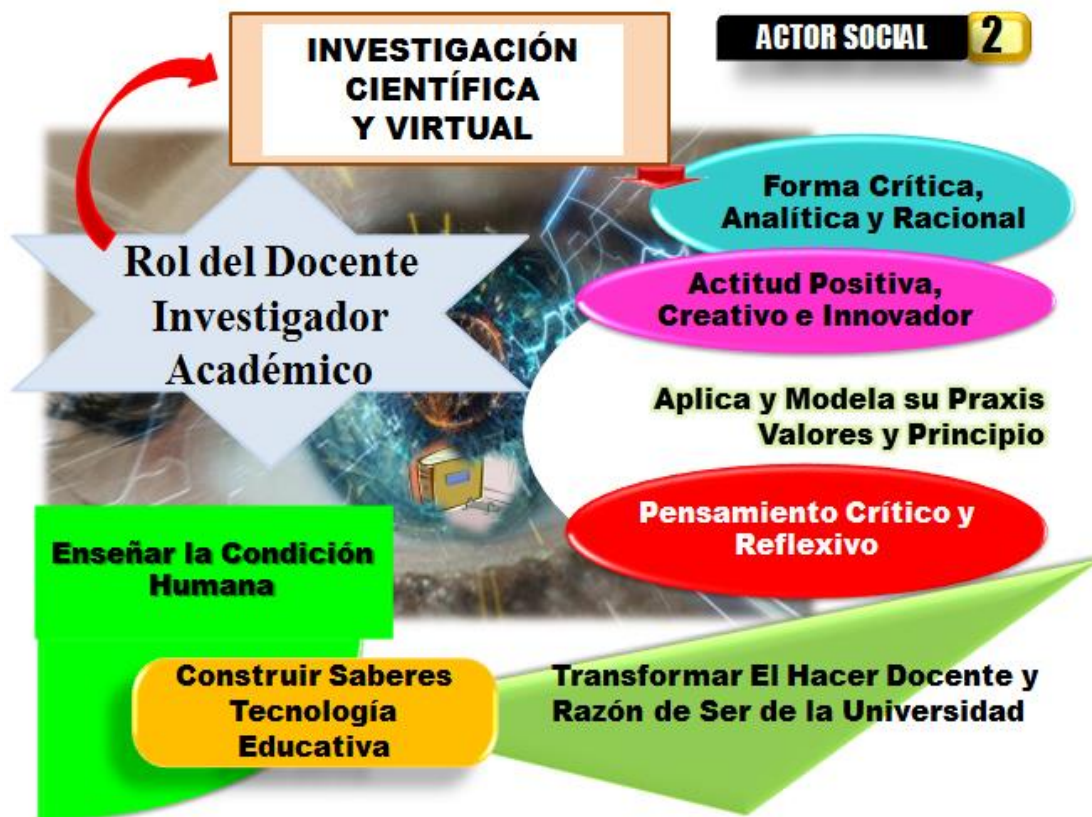 INVESTIGACIÓN
CIENTÍFICA
Y VIRTUAL
ACTOR SOCIAL 2
Rol del Docente
Investigador
Académico
Forma Crítica,
Analítica y Racional
Actitud Positiva,
Creativo e Innovador
Aplica y Modela su Praxis
Valores y Principio
Pensamiento Crítico y
Reflexivo
Enseñar la Condición
Humana
Construir Saberes
Tecnología
Educativa
Transformar El Hacer Docente y
Razón de Ser de la Universidad